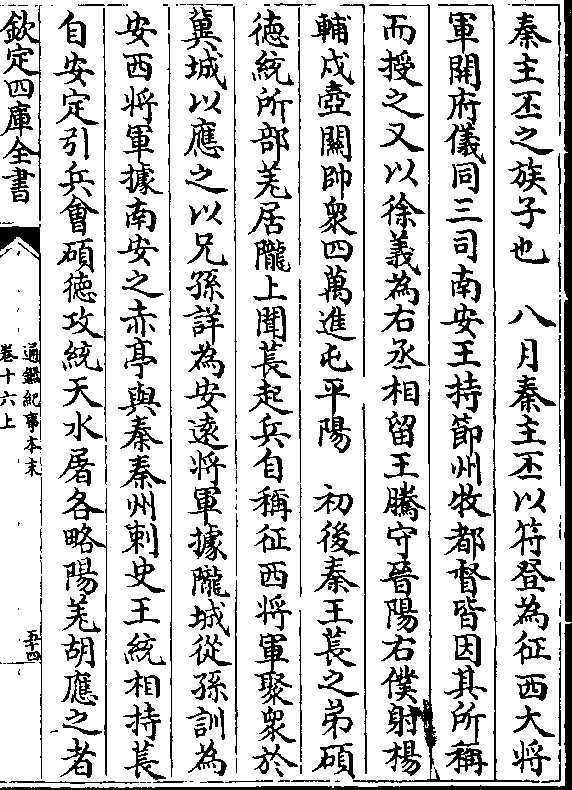 秦主丕之族子也　八月秦主丕以符登為征西大将
軍開府儀同三司南安王持節州牧都督皆因其所稱
而授之又以徐義為右丞相留王騰守晉陽右僕射楊
輔戍壺關帥衆四萬進屯平陽　初後秦王萇之弟碩
徳統所部羌居隴上聞萇起兵自稱征西将軍聚衆於
冀城以應之以兄孫詳為安遠将軍據隴城從孫訓為
安西将軍據南安之赤亭與秦秦州刺史王統相持萇
自安定引兵會碩徳攻統天水屠各略陽羌胡應之者
欽定四庫全書
通鑑紀事本末
卷十六上
五十四